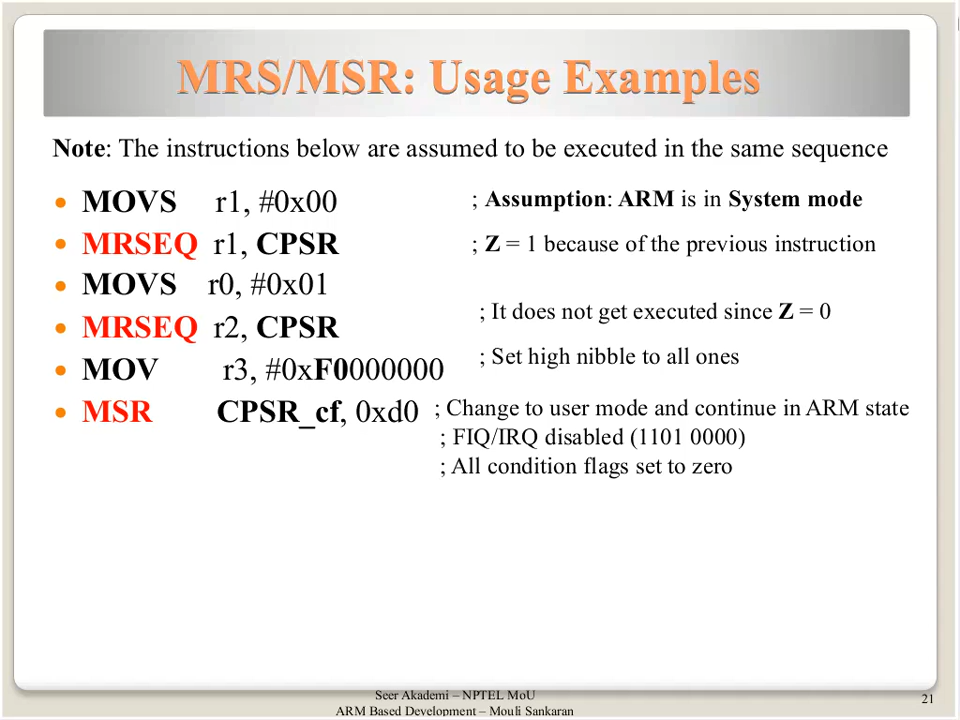 MRS/MSR: Usage Examples
Note: The instructions below are assumed to be executed in the same sequence
• MOVS r1, #0x00 ; Assumption: ARM is in System mode
• MRSEQ r1, CPSR ; Z = 1 because of the previous instruction
• MOVS r0, #0x01
; It does not get executed since Z = 0
• MRSEQ r2, CPSR
; Set high nibble to all ones
• MOV r3, #0xF0000000
• MSR CPSR_cf, 0xd0 ; Change to user mode and continue in ARM state
; FIQ/IRQ disabled (1101 0000)
; All condition flags set to zero
Seer Akademi – NPTEL MoU
ARM Based Development – Mouli Sankaran
21